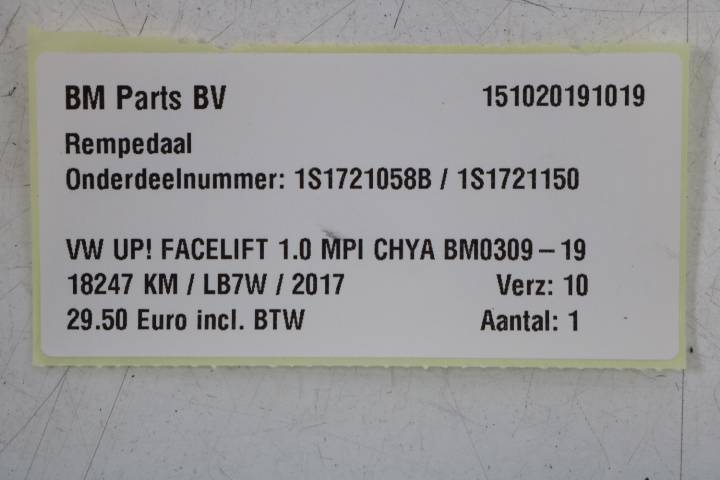 BM Parts BV 151020191019
Rempedaal
Onderdeelnummer: 1S1721058B / 1S1721150
VW UP! FACELIFT 1.0 MPI CHYA BM0309 – 19
18247 KM / LB7W / 2017 Verz: 10
29.50 Euro incl. BTW Aantal: 1